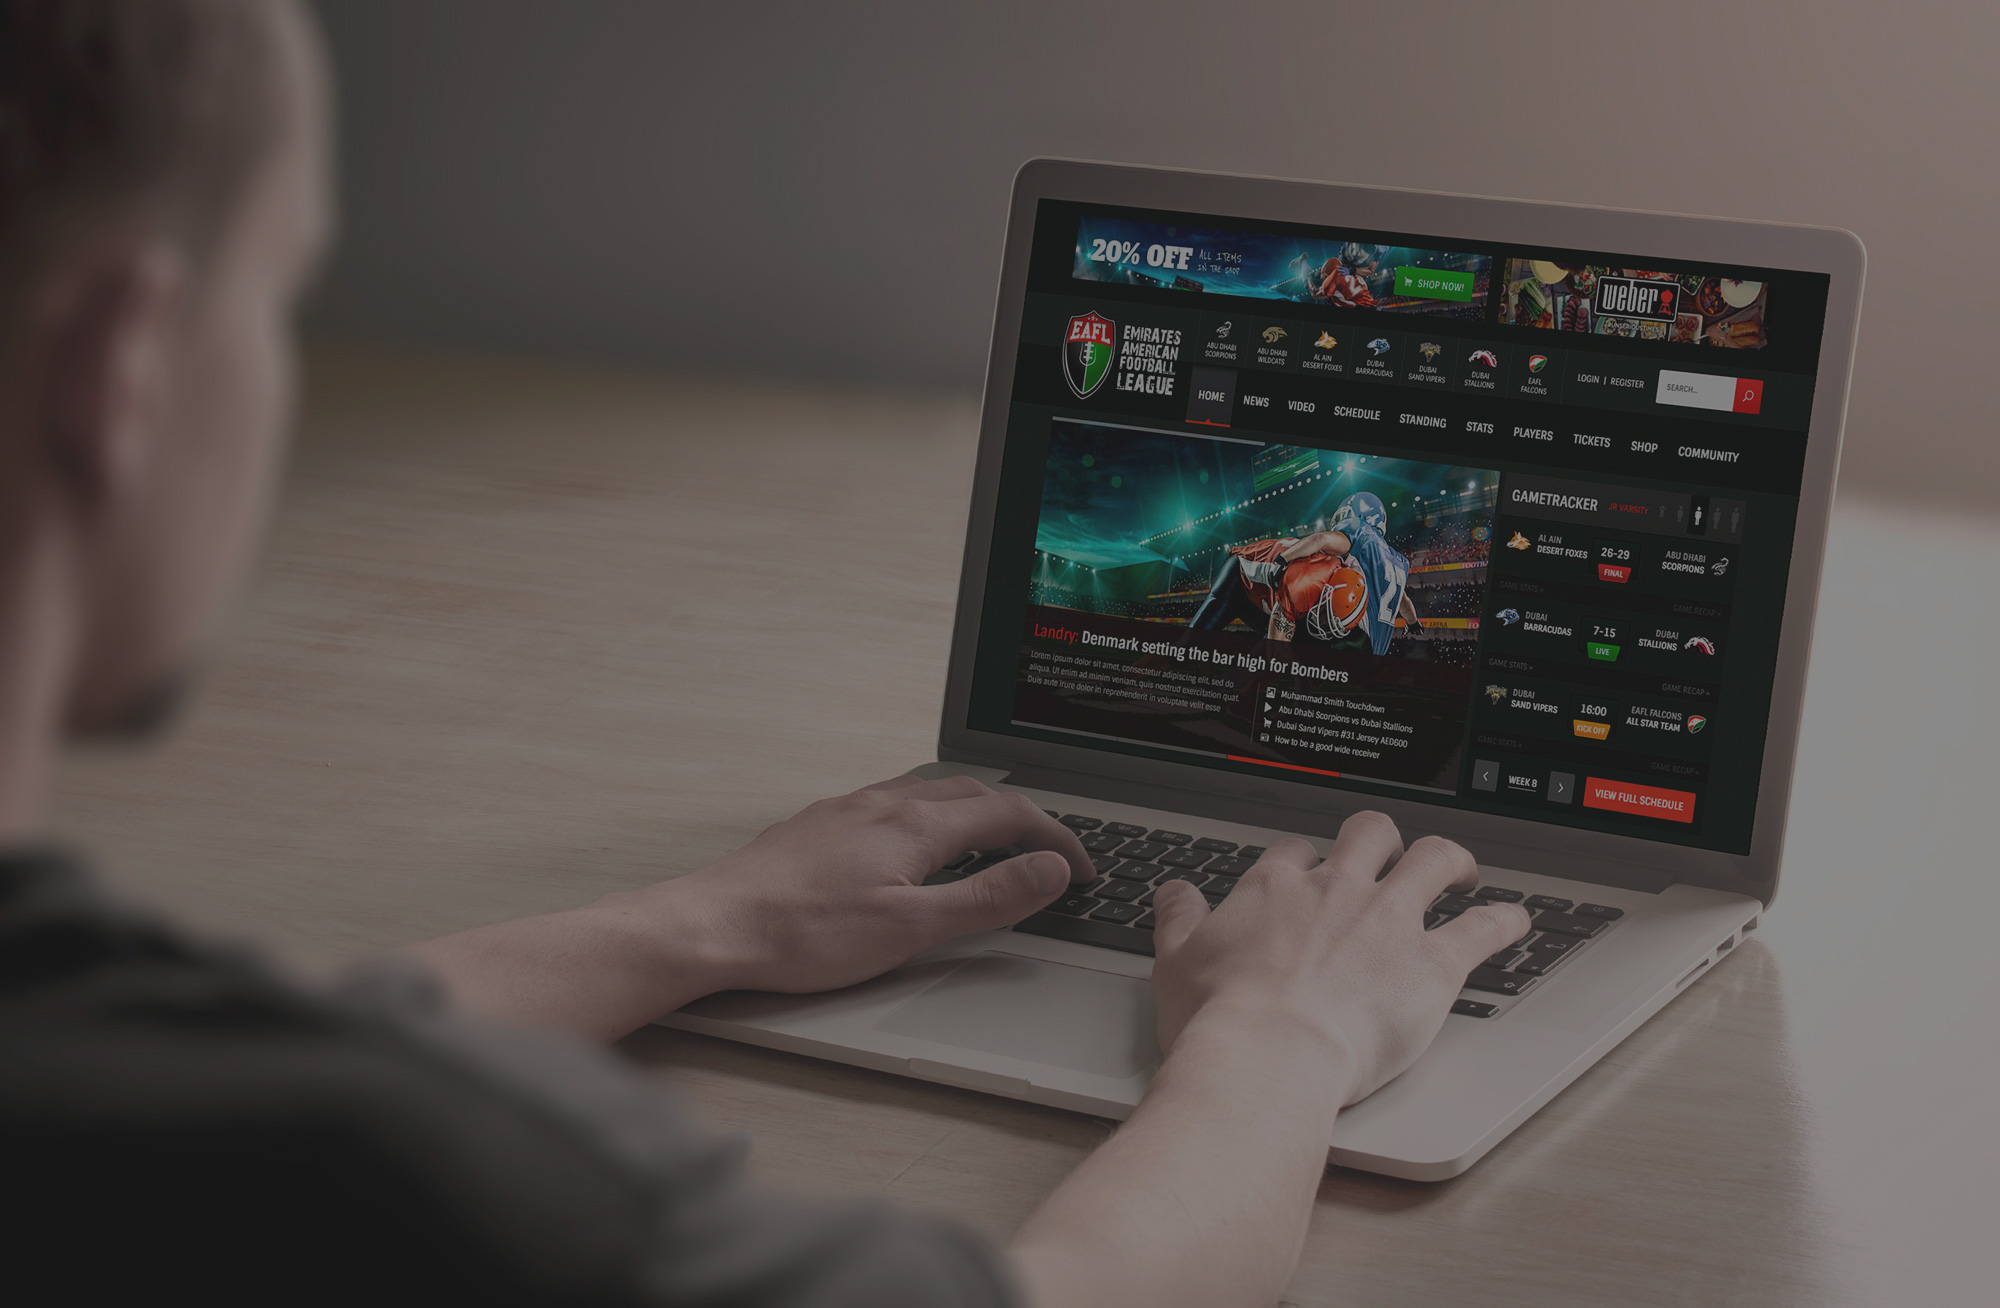 20% OFF
ALL ITEMS
IN THE SHOP
SHOP NOW!
weber
EAFL
EMIRATES
AMERICAN
FOOTBALL
LEAGUE
ABU DHABI
SCORPIONS
ABU DHABI
WILDCATS
AL AIN
DESERT FOXES
DUBAI
BARRACUDAS
DUBAI
SAND VIPERS
DUBAI
STALLIONS
EAFL
FALCONS
LOGIN | REGISTER
SEARCH...
HOME NEWS VIDEO SCHEDULE STANDING STATS PLAYERS TICKETS SHOP COMMUNITY
Landry: Denmark setting the bar high for Bombers
Lorem ipsum dolor sit amet, consectetur adipiscing elit, sed do
aliqua. Ut enim ad minim veniam, quis nostrud exercitation quat.
Duis aute irure dolor in reprehenderit in voluptate velit esse
Muhammad Smith Touchdown
Abu Dhabi Scorpions vs Dubai Stallions
Dubai Sand Vipers #31 Jersey AED600
How to be a good wide receiver
GAMETRACKER JR VARSITY
AL AIN
DESERT FOXES
26-29
FINAL
ABU DHABI
SCORPIONS
GAME STATS »
GAME RECAP »
DUBAI
BARRACUDAS
7-15
LIVE
DUBAI
STALLIONS
GAME STATS »
GAME RECAP »
DUBAI
SAND VIPERS
16:00
KICK OFF
EAFL FALCONS
ALL STAR TEAM
GAME STATS »
GAME RECAP »
WEEK 8
VIEW FULL SCHEDULE